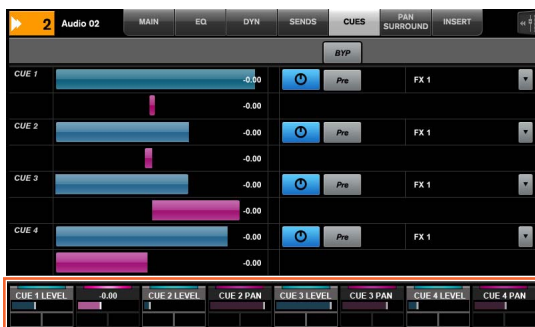 2 Audio 02 MAIN EQ DYN SENDS CUES PAN SURROUND INSERT
BYP
CUE 1 -0.00 Pre FX 1
-0.00
CUE 2 -0.00 Pre FX 1
-0.00
CUE 3 -0.00 Pre FX 1
-0.00
CUE 4 -0.00 Pre FX 1
-0.00
CUE 1 LEVEL -0.00 CUE 2 LEVEL CUE 2 PAN CUE 3 LEVEL CUE 3 PAN CUE 4 LEVEL CUE 4 PAN